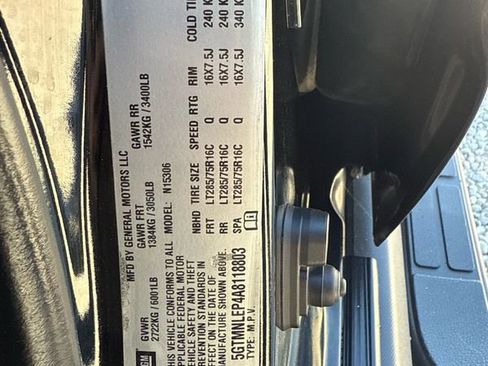 MFG BY GENERAL MOTORS LLC
GVWR GAWR FRT GAWR RR
2722KG / 6001LB 1384KG / 3050LB 1542KG / 3400LB
THIS VEHICLE CONFORMS TO ALL
APPLICABLE FEDERAL MOTOR
VEHICLE SAFETY AND THEFT
PREVENTION STANDARDS IN
EFFECT ON THE DATE OF
MANUFACTURE SHOWN ABOVE.
5GTMNLEP4A8118803
TYPE: M.P.V.
MODEL: N15306
NBHD TIRE SIZE SPEED RTG RIM COLD TI
FRT LT285/75R16C Q 16X7.5J 240 K
RR LT285/75R16C Q 16X7.5J 240 K
SPA LT285/75R16C Q 16X7.5J 340 K
GM